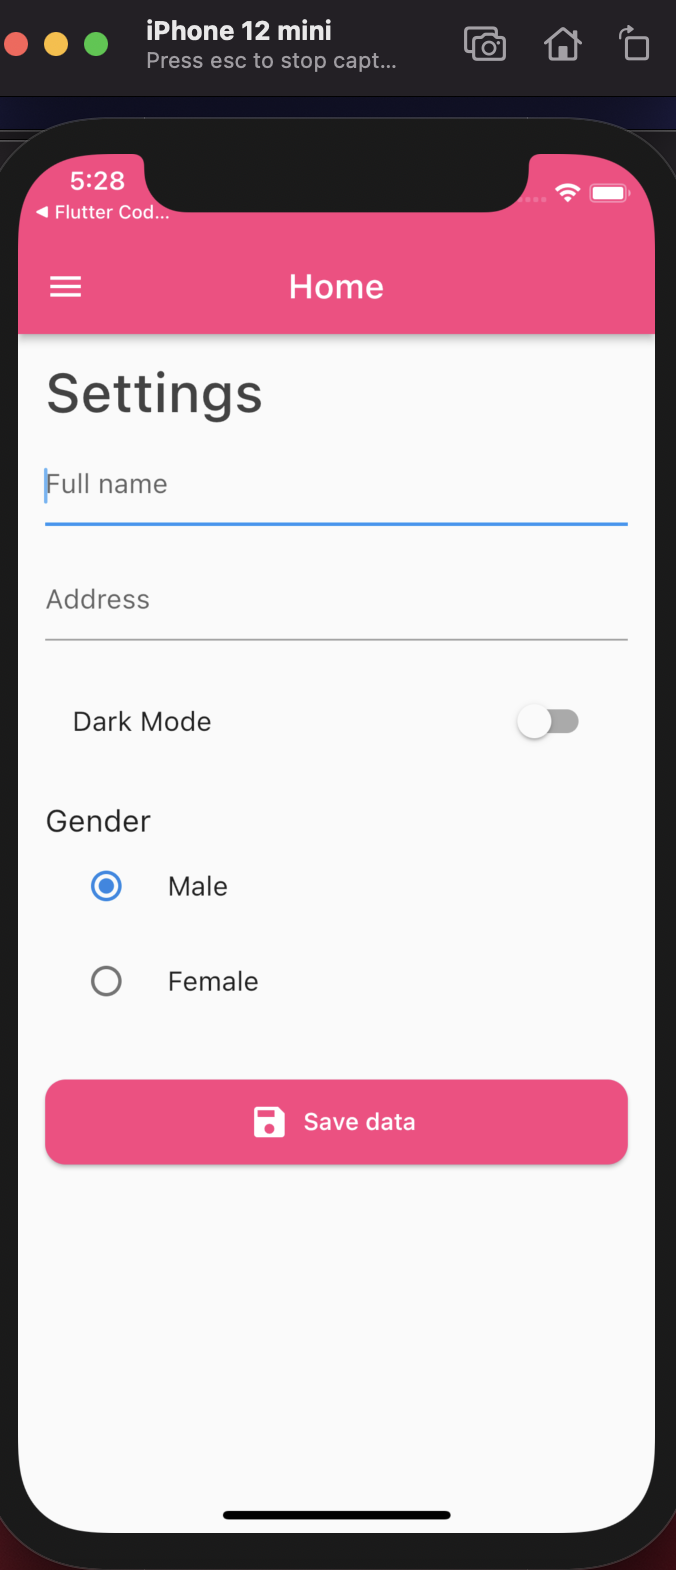 iPhone 12 mini
Press esc to stop capt...
5:28
◀ Flutter Cod...
Home
Settings
Full name
Address
Dark Mode
Gender
Male
Female
Save data